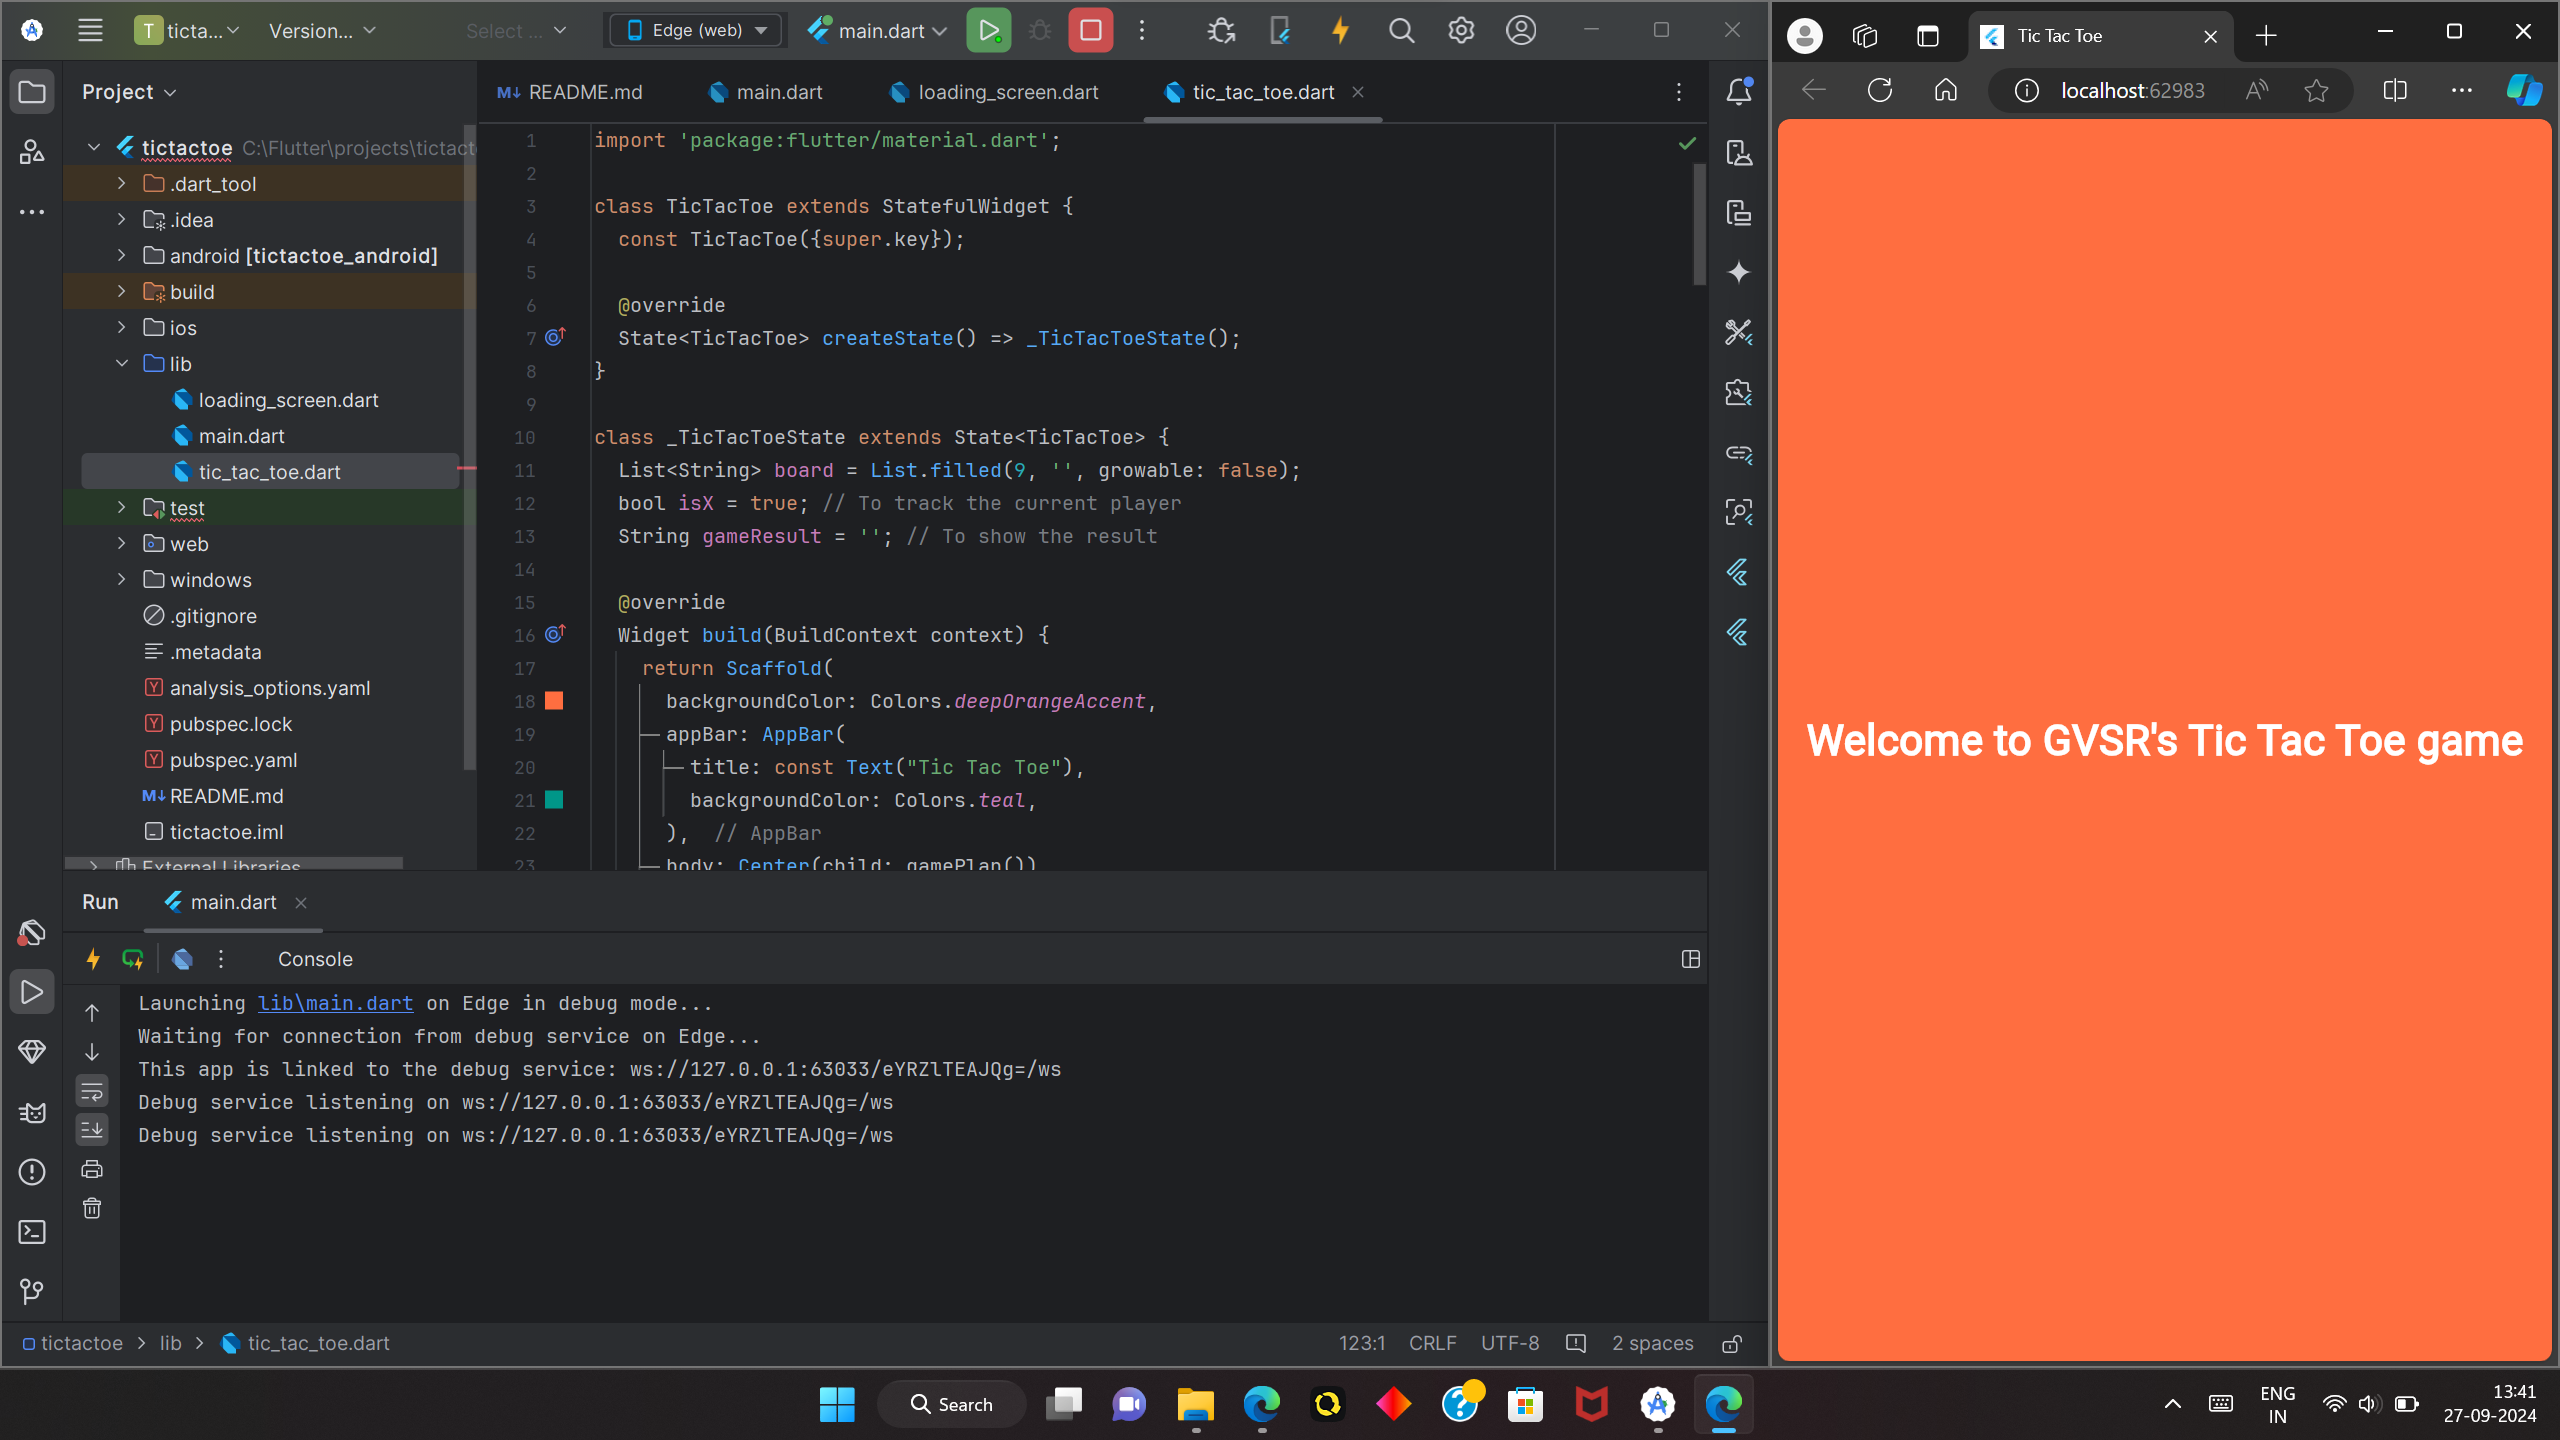 T ticta... Version... Select ... Edge (web) main.dart
Project
tictactoe C:\Flutter\projects\tictact
.dart_tool
.idea
android [tictactoe_android]
build
ios
lib
loading_screen.dart
main.dart
tic_tac_toe.dart
test
web
windows
.gitignore
.metadata
Y analysis_options.yaml
Y pubspec.lock
Y pubspec.yaml
M↓ README.md
tictactoe.iml
External Libraries
M↓ README.md main.dart loading_screen.dart tic_tac_toe.dart
1 import 'package:flutter/material.dart';
2
3 class TicTacToe extends StatefulWidget {
4 const TicTacToe({super.key});
5
6 @override
7 State<TicTacToe> createState() => _TicTacToeState();
8 }
9
10 class _TicTacToeState extends State<TicTacToe> {
11 List<String> board = List.filled(9, '', growable: false);
12 bool isX = true; // To track the current player
13 String gameResult = ''; // To show the result
14
15 @override
16 Widget build(BuildContext context) {
17 return Scaffold(
18 backgroundColor: Colors.deepOrangeAccent,
19 appBar: AppBar(
20 title: const Text("Tic Tac Toe"),
21 backgroundColor: Colors.teal,
22 ), // AppBar
23 body: Center(child: gamePlan())
Run main.dart
Console
Launching lib\main.dart on Edge in debug mode...
Waiting for connection from debug service on Edge...
This app is linked to the debug service: ws://127.0.0.1:63033/eYRZlTEAJQg=/ws
Debug service listening on ws://127.0.0.1:63033/eYRZlTEAJQg=/ws
Debug service listening on ws://127.0.0.1:63033/eYRZlTEAJQg=/ws
tictactoe > lib > tic_tac_toe.dart 123:1 CRLF UTF-8 2 spaces
Tic Tac Toe
localhost:62983
Welcome to GVSR's Tic Tac Toe game
Search
ENG
IN
13:41
27-09-2024